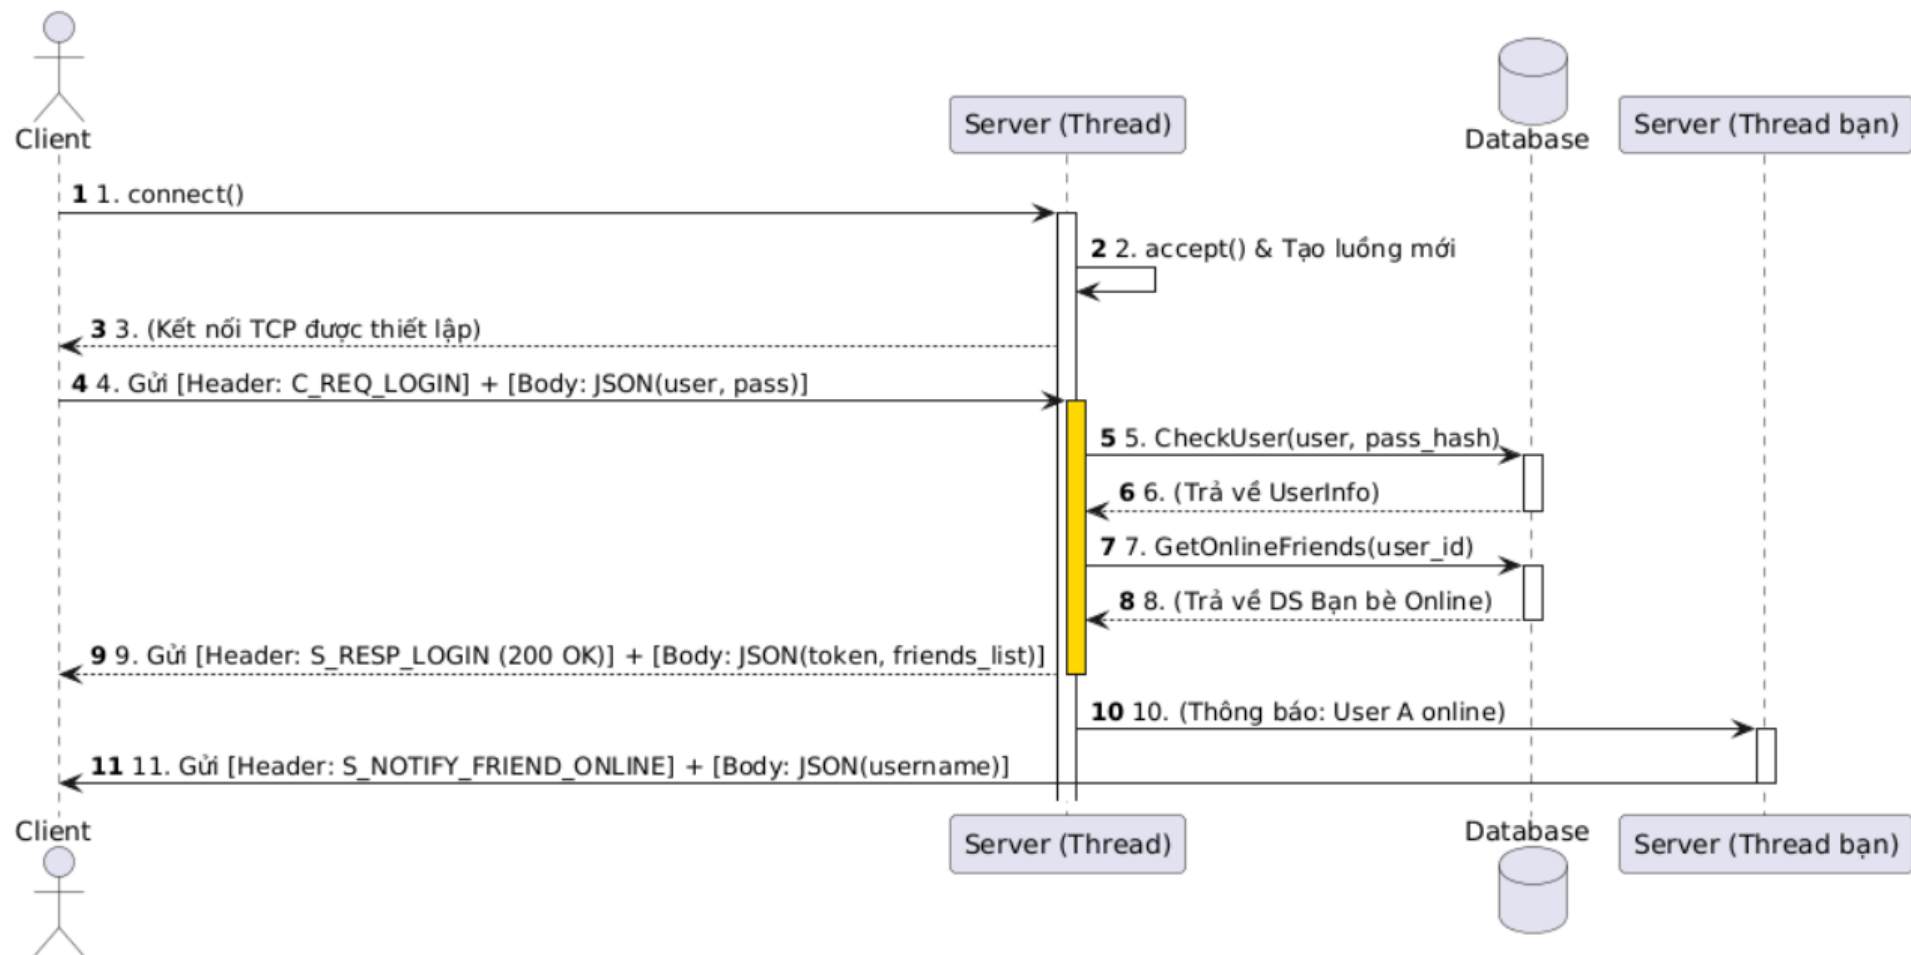 Client
Server (Thread)
Database
Server (Thread bạn)
1 1. connect()
2 2. accept() & Tạo luồng mới
3 3. (Kết nối TCP được thiết lập)
4 4. Gửi [Header: C_REQ_LOGIN] + [Body: JSON(user, pass)]
5 5. CheckUser(user, pass_hash)
6 6. (Trả về UserInfo)
7 7. GetOnlineFriends(user_id)
8 8. (Trả về DS Bạn bè Online)
9 9. Gửi [Header: S_RESP_LOGIN (200 OK)] + [Body: JSON(token, friends_list)]
10 10. (Thông báo: User A online)
11 11. Gửi [Header: S_NOTIFY_FRIEND_ONLINE] + [Body: JSON(username)]
Client
Server (Thread)
Database
Server (Thread bạn)